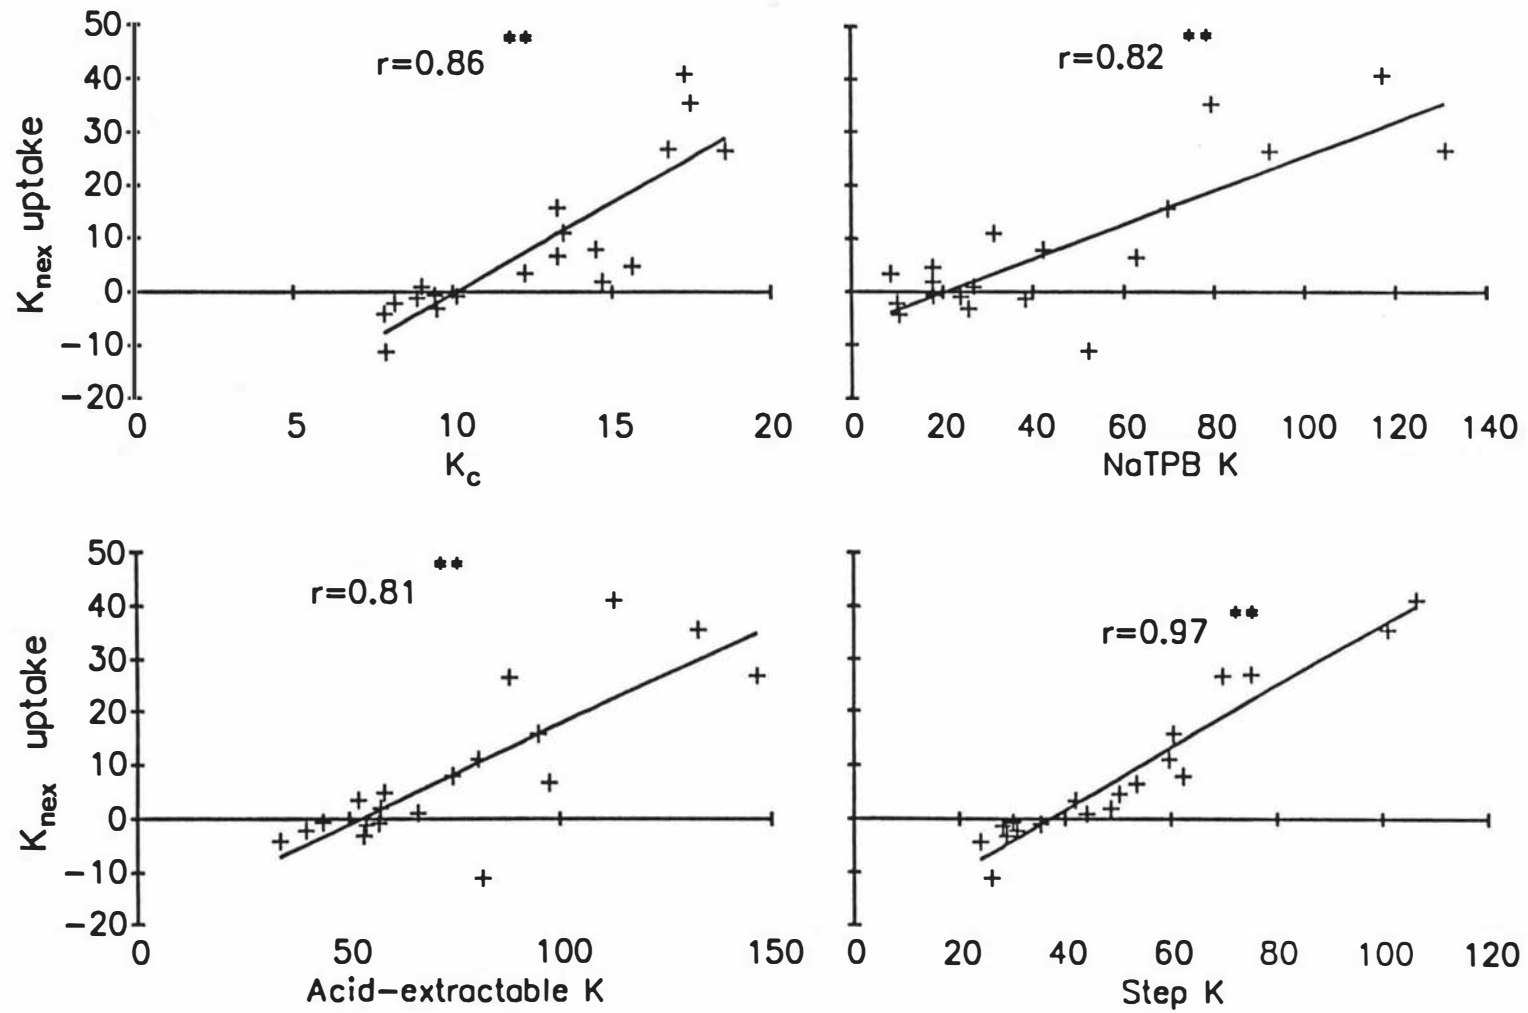 50
40
30
20
10
0
−10
−20
K_nex uptake
r=0.86 **
0 5 10 15 20
K_c
r=0.82 **
0 20 40 60 80 100 120 140
NaTPB K
50
40
30
20
10
0
−10
−20
K_nex uptake
r=0.81 **
0 50 100 150
Acid−extractable K
r=0.97 **
0 20 40 60 80 100 120
Step K